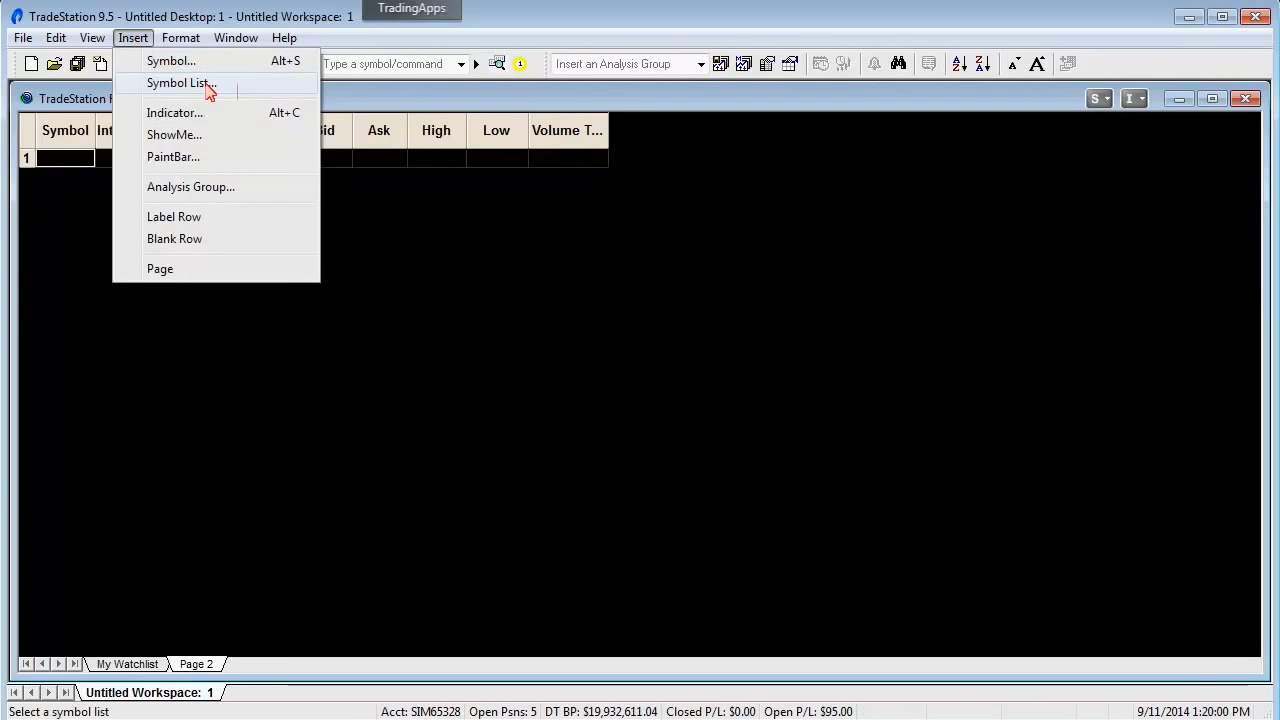 TradeStation 9.5 - Untitled Desktop: 1 - Untitled Workspace: 1
TradingApps
File Edit View Insert Format Window Help
Type a symbol/command
Insert an Analysis Group
Symbol... Alt+S
Symbol List...
Indicator... Alt+C
ShowMe...
PaintBar...
Analysis Group...
Label Row
Blank Row
Page
TradeStation
S I
Symbol Ask High Low Volume T...
1
My Watchlist Page 2
Untitled Workspace: 1
Select a symbol list Acct: SIM65328 Open Psns: 5 DT BP: $19,932,611.04 Closed P/L: $0.00 Open P/L: $95.00 9/11/2014 1:20:00 PM